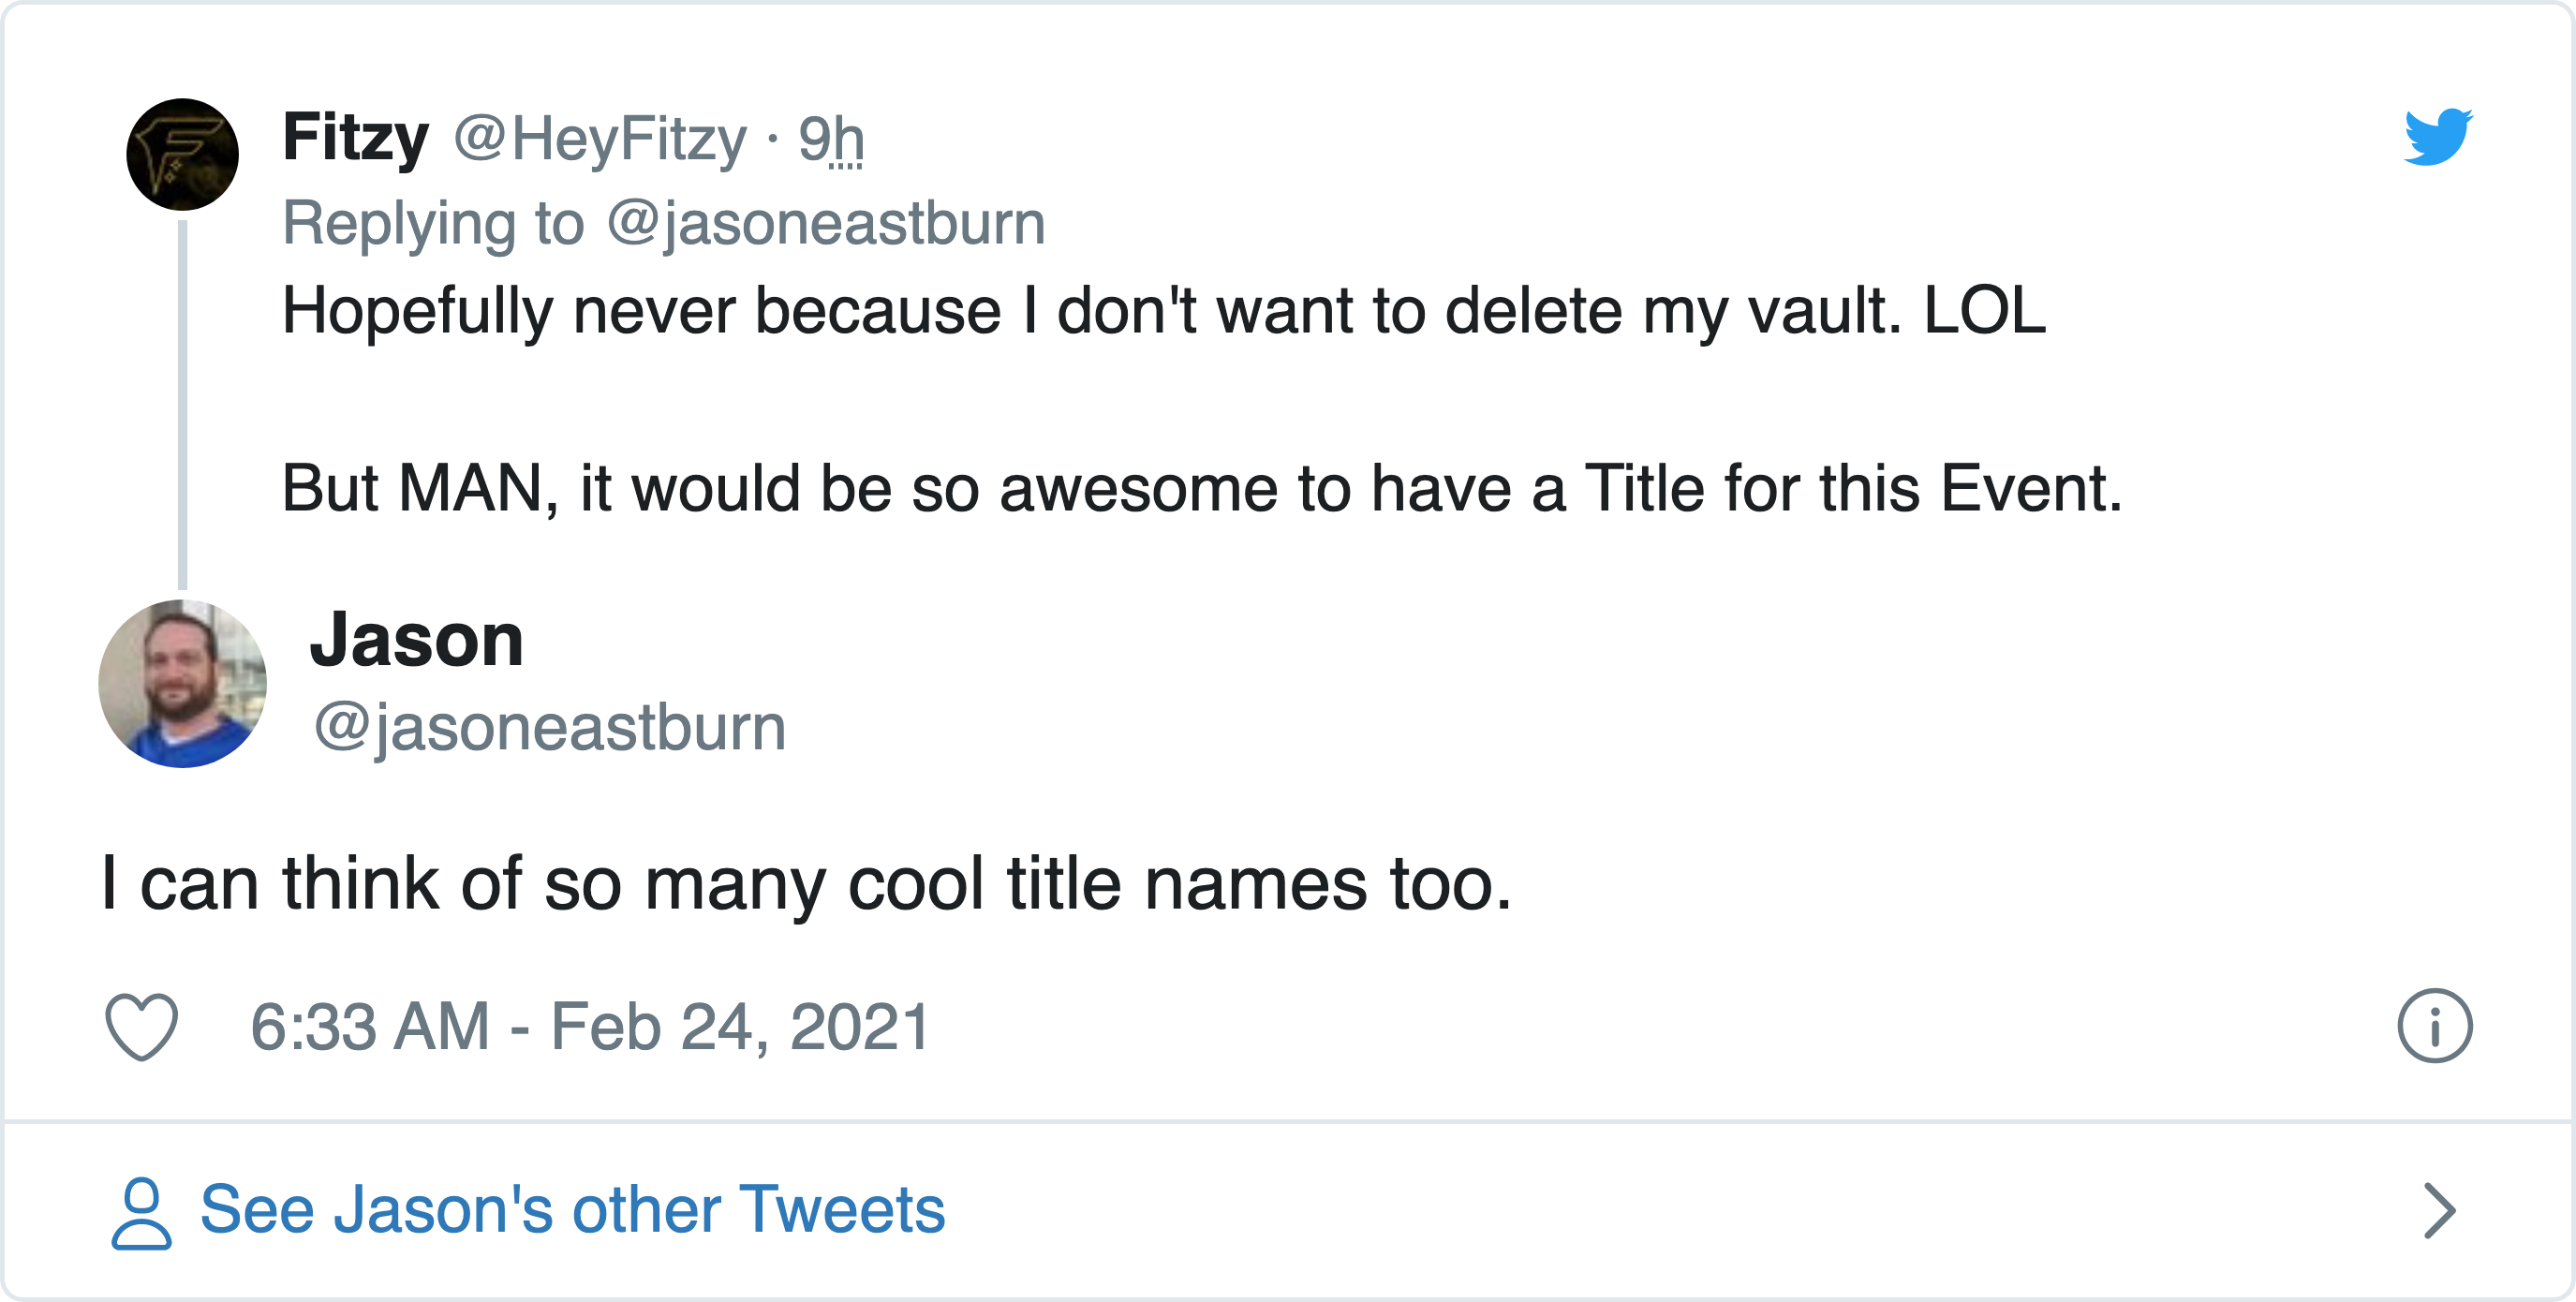 Fitzy @HeyFitzy · 9h
Replying to @jasoneastburn
Hopefully never because I don't want to delete my vault. LOL
But MAN, it would be so awesome to have a Title for this Event.
Jason
@jasoneastburn
I can think of so many cool title names too.
6:33 AM - Feb 24, 2021
See Jason's other Tweets